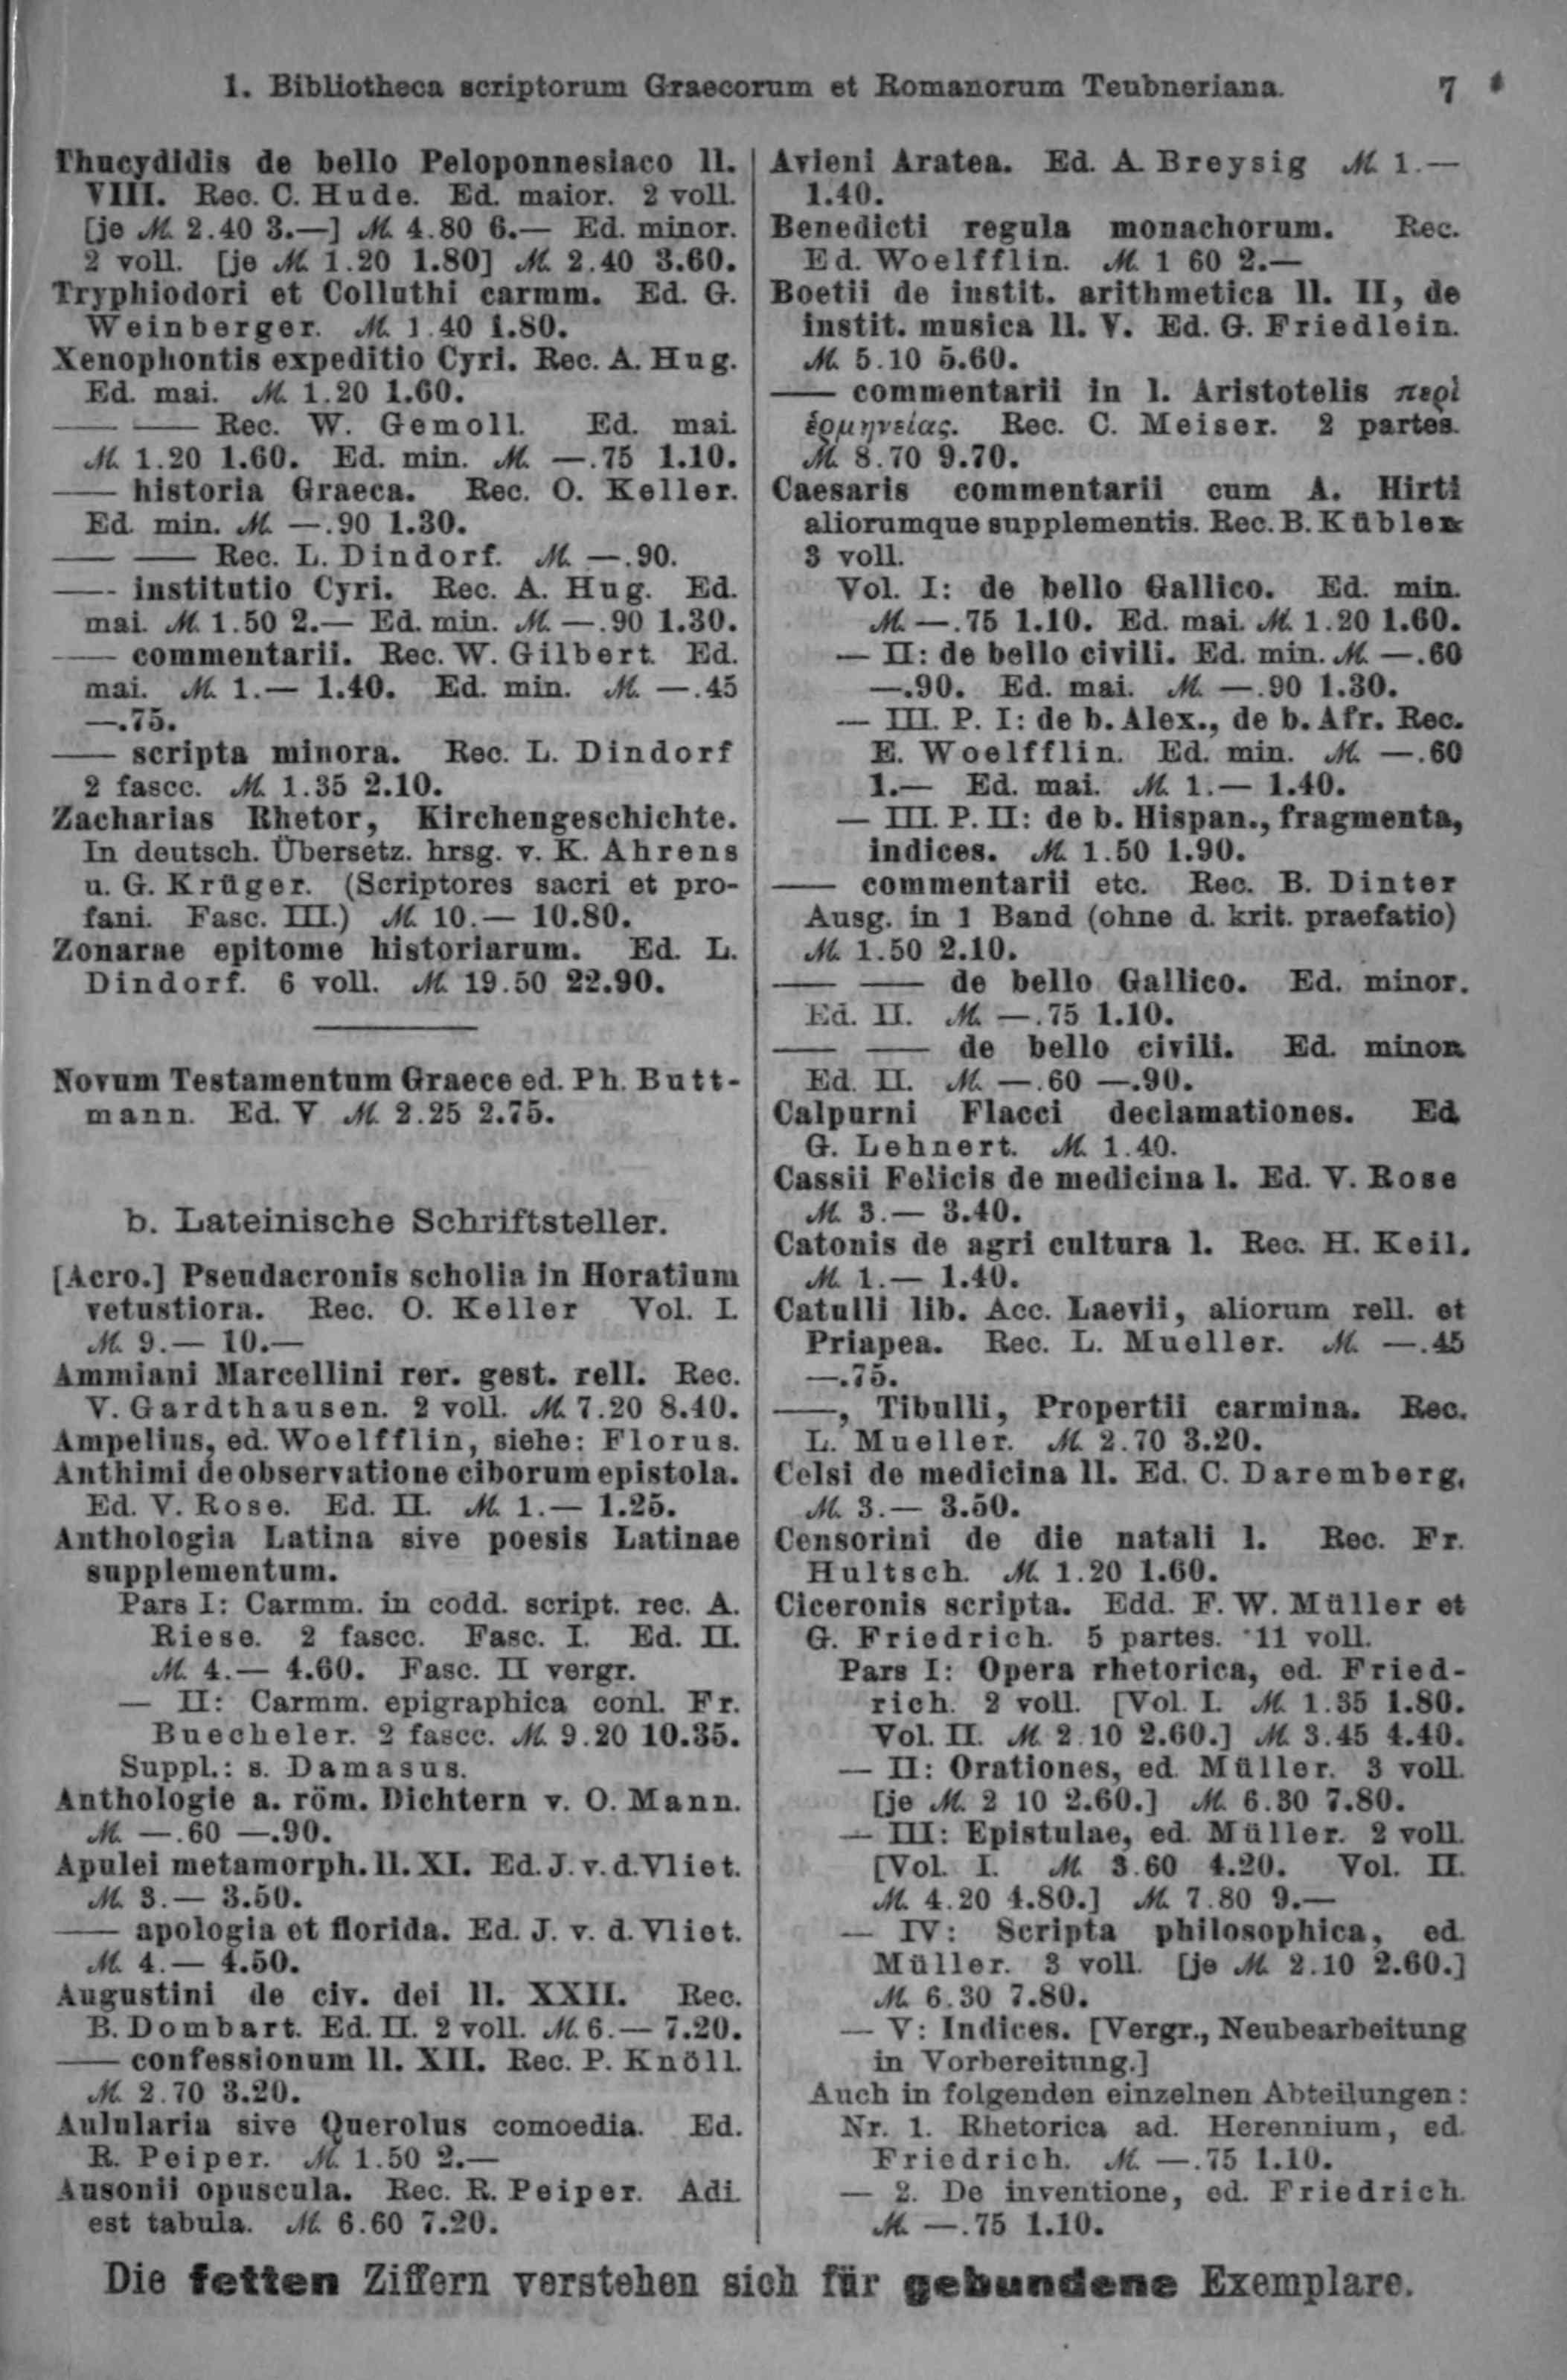 1. Bibliotheca scriptorum Graecorum et Romanorum Teubneriana. 7
Thucydidis de bello Peloponnesiaco ll.
VIII. Rec. C. Hude. Ed. maior. 2 voll.
[je ℳ 2.40 3.—] ℳ 4.80 6.— Ed. minor.
2 voll. [je ℳ 1.20 1.80] ℳ 2.40 3.60.
Tryphiodori et Colluthi carmm. Ed. G.
Weinberger. ℳ 1.40 1.80.
Xenophontis expeditio Cyri. Rec. A. Hug.
Ed. mai. ℳ 1.20 1.60.
—— —— Rec. W. Gemoll. Ed. mai.
ℳ 1.20 1.60. Ed. min. ℳ —.75 1.10.
—— historia Graeca. Rec. O. Keller.
Ed. min. ℳ —.90 1.30.
—— —— Rec. L. Dindorf. ℳ —.90.
—— institutio Cyri. Rec. A. Hug. Ed.
mai. ℳ 1.50 2.— Ed. min. ℳ —.90 1.30.
—— commentarii. Rec. W. Gilbert. Ed.
mai. ℳ 1.— 1.40. Ed. min. ℳ —.45
—.75.
—— scripta minora. Rec. L. Dindorf
2 fascc. ℳ 1.35 2.10.
Zacharias Rhetor, Kirchengeschichte.
In deutsch. Übersetz. hrsg. v. K. Ahrens
u. G. Krüger. (Scriptores sacri et pro-
fani. Fasc. III.) ℳ 10.— 10.80.
Zonarae epitome historiarum. Ed. L.
Dindorf. 6 voll. ℳ 19.50 22.90.
Novum Testamentum Graece ed. Ph. Butt-
mann. Ed. V ℳ 2.25 2.75.
b. Lateinische Schriftsteller.
[Acro.] Pseudacronis scholia in Horatium
vetustiora. Rec. O. Keller Vol. I.
ℳ 9.— 10.—
Ammiani Marcellini rer. gest. rell. Rec.
V. Gardthausen. 2 voll. ℳ 7.20 8.40.
Ampelius, ed. Woelfflin, siehe: Florus.
Anthimi de observatione ciborum epistola.
Ed. V. Rose. Ed. II. ℳ 1.— 1.25.
Anthologia Latina sive poesis Latinae
supplementum.
Pars I: Carmm. in codd. script. rec. A.
Riese. 2 fascc. Fasc. I. Ed. II.
ℳ 4.— 4.60. Fasc. II vergr.
— II: Carmm. epigraphica conl. Fr.
Buecheler. 2 fascc. ℳ 9.20 10.35.
Suppl.: s. Damasus.
Anthologie a. röm. Dichtern v. O. Mann.
ℳ —.60 —.90.
Apulei metamorph. ll. XI. Ed. J. v. d. Vliet.
ℳ 3.— 3.50.
—— apologia et florida. Ed. J. v. d. Vliet.
ℳ 4.— 4.50.
Augustini de civ. dei ll. XXII. Rec.
B. Dombart. Ed. II. 2 voll. ℳ 6.— 7.20.
—— confessionum ll. XII. Rec. P. Knöll.
ℳ 2.70 3.20.
Aulularia sive Querolus comoedia. Ed.
R. Peiper. ℳ 1.50 2.—
Ausonii opuscula. Rec. R. Peiper. Adi.
est tabula. ℳ 6.60 7.20.
Avieni Aratea. Ed. A. Breysig ℳ 1.—
1.40.
Benedicti regula monachorum. Rec.
Ed. Woelfflin. ℳ 1 60 2.—
Boetii de instit. arithmetica ll. II, de
instit. musica ll. V. Ed. G. Friedlein.
ℳ 5.10 5.60.
—— commentarii in l. Aristotelis περὶ
ἑρμηνείας. Rec. C. Meiser. 2 partes.
ℳ 8.70 9.70.
Caesaris commentarii cum A. Hirti
aliorumque supplementis. Rec. B. Kübler
3 voll.
Vol. I: de bello Gallico. Ed. min.
ℳ —.75 1.10. Ed. mai. ℳ 1.20 1.60.
— II: de bello civili. Ed. min. ℳ —.60
—.90. Ed. mai. ℳ —.90 1.30.
— III. P. I: de b. Alex., de b. Afr. Rec.
E. Woelfflin. Ed. min. ℳ —.60
1.— Ed. mai. ℳ 1.— 1.40.
— III. P. II: de b. Hispan., fragmenta,
indices. ℳ 1.50 1.90.
—— commentarii etc. Rec. B. Dinter
Ausg. in 1 Band (ohne d. krit. praefatio)
ℳ 1.50 2.10.
—— —— de bello Gallico. Ed. minor.
Ed. II. ℳ —.75 1.10.
—— —— de bello civili. Ed. minor.
Ed. II. ℳ —.60 —.90.
Calpurni Flacci declamationes. Ed
G. Lehnert. ℳ 1.40.
Cassii Felicis de medicina l. Ed. V. Rose
ℳ 3.— 3.40.
Catonis de agri cultura l. Rec. H. Keil.
ℳ 1.— 1.40.
Catulli lib. Acc. Laevii, aliorum rell. et
Priapea. Rec. L. Mueller. ℳ —.45
—.75.
——, Tibulli, Propertii carmina. Rec.
L. Mueller. ℳ 2.70 3.20.
Celsi de medicina ll. Ed. C. Daremberg.
ℳ 3.— 3.50.
Censorini de die natali l. Rec. Fr.
Hultsch. ℳ 1.20 1.60.
Ciceronis scripta. Edd. F. W. Müller et
G. Friedrich. 5 partes. 11 voll.
Pars I: Opera rhetorica, ed. Fried-
rich. 2 voll. [Vol. I. ℳ 1.35 1.80.
Vol. II. ℳ 2.10 2.60.] ℳ 3.45 4.40.
— II: Orationes, ed. Müller. 3 voll.
[je ℳ 2 10 2.60.] ℳ 6.30 7.80.
— III: Epistulae, ed. Müller. 2 voll.
[Vol. I. ℳ 3.60 4.20. Vol. II.
ℳ 4.20 4.80.] ℳ 7.80 9.—
— IV: Scripta philosophica, ed.
Müller. 3 voll. [je ℳ 2.10 2.60.]
ℳ 6.30 7.80.
— V: Indices. [Vergr., Neubearbeitung
in Vorbereitung.]
Auch in folgenden einzelnen Abteilungen:
Nr. 1. Rhetorica ad. Herennium, ed.
Friedrich. ℳ —.75 1.10.
— 2. De inventione, ed. Friedrich.
ℳ —.75 1.10.
Die fetten Ziffern verstehen sich für gebundene Exemplare.